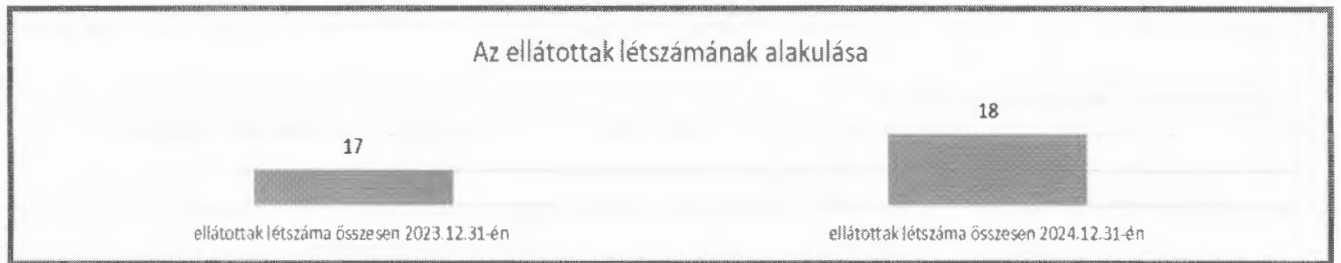 Az ellátottak létszámának alakulása
18
17
ellátottak létszáma összesen 2023.12.31-én
ellátottak létszáma összesen 2024.12.31-én